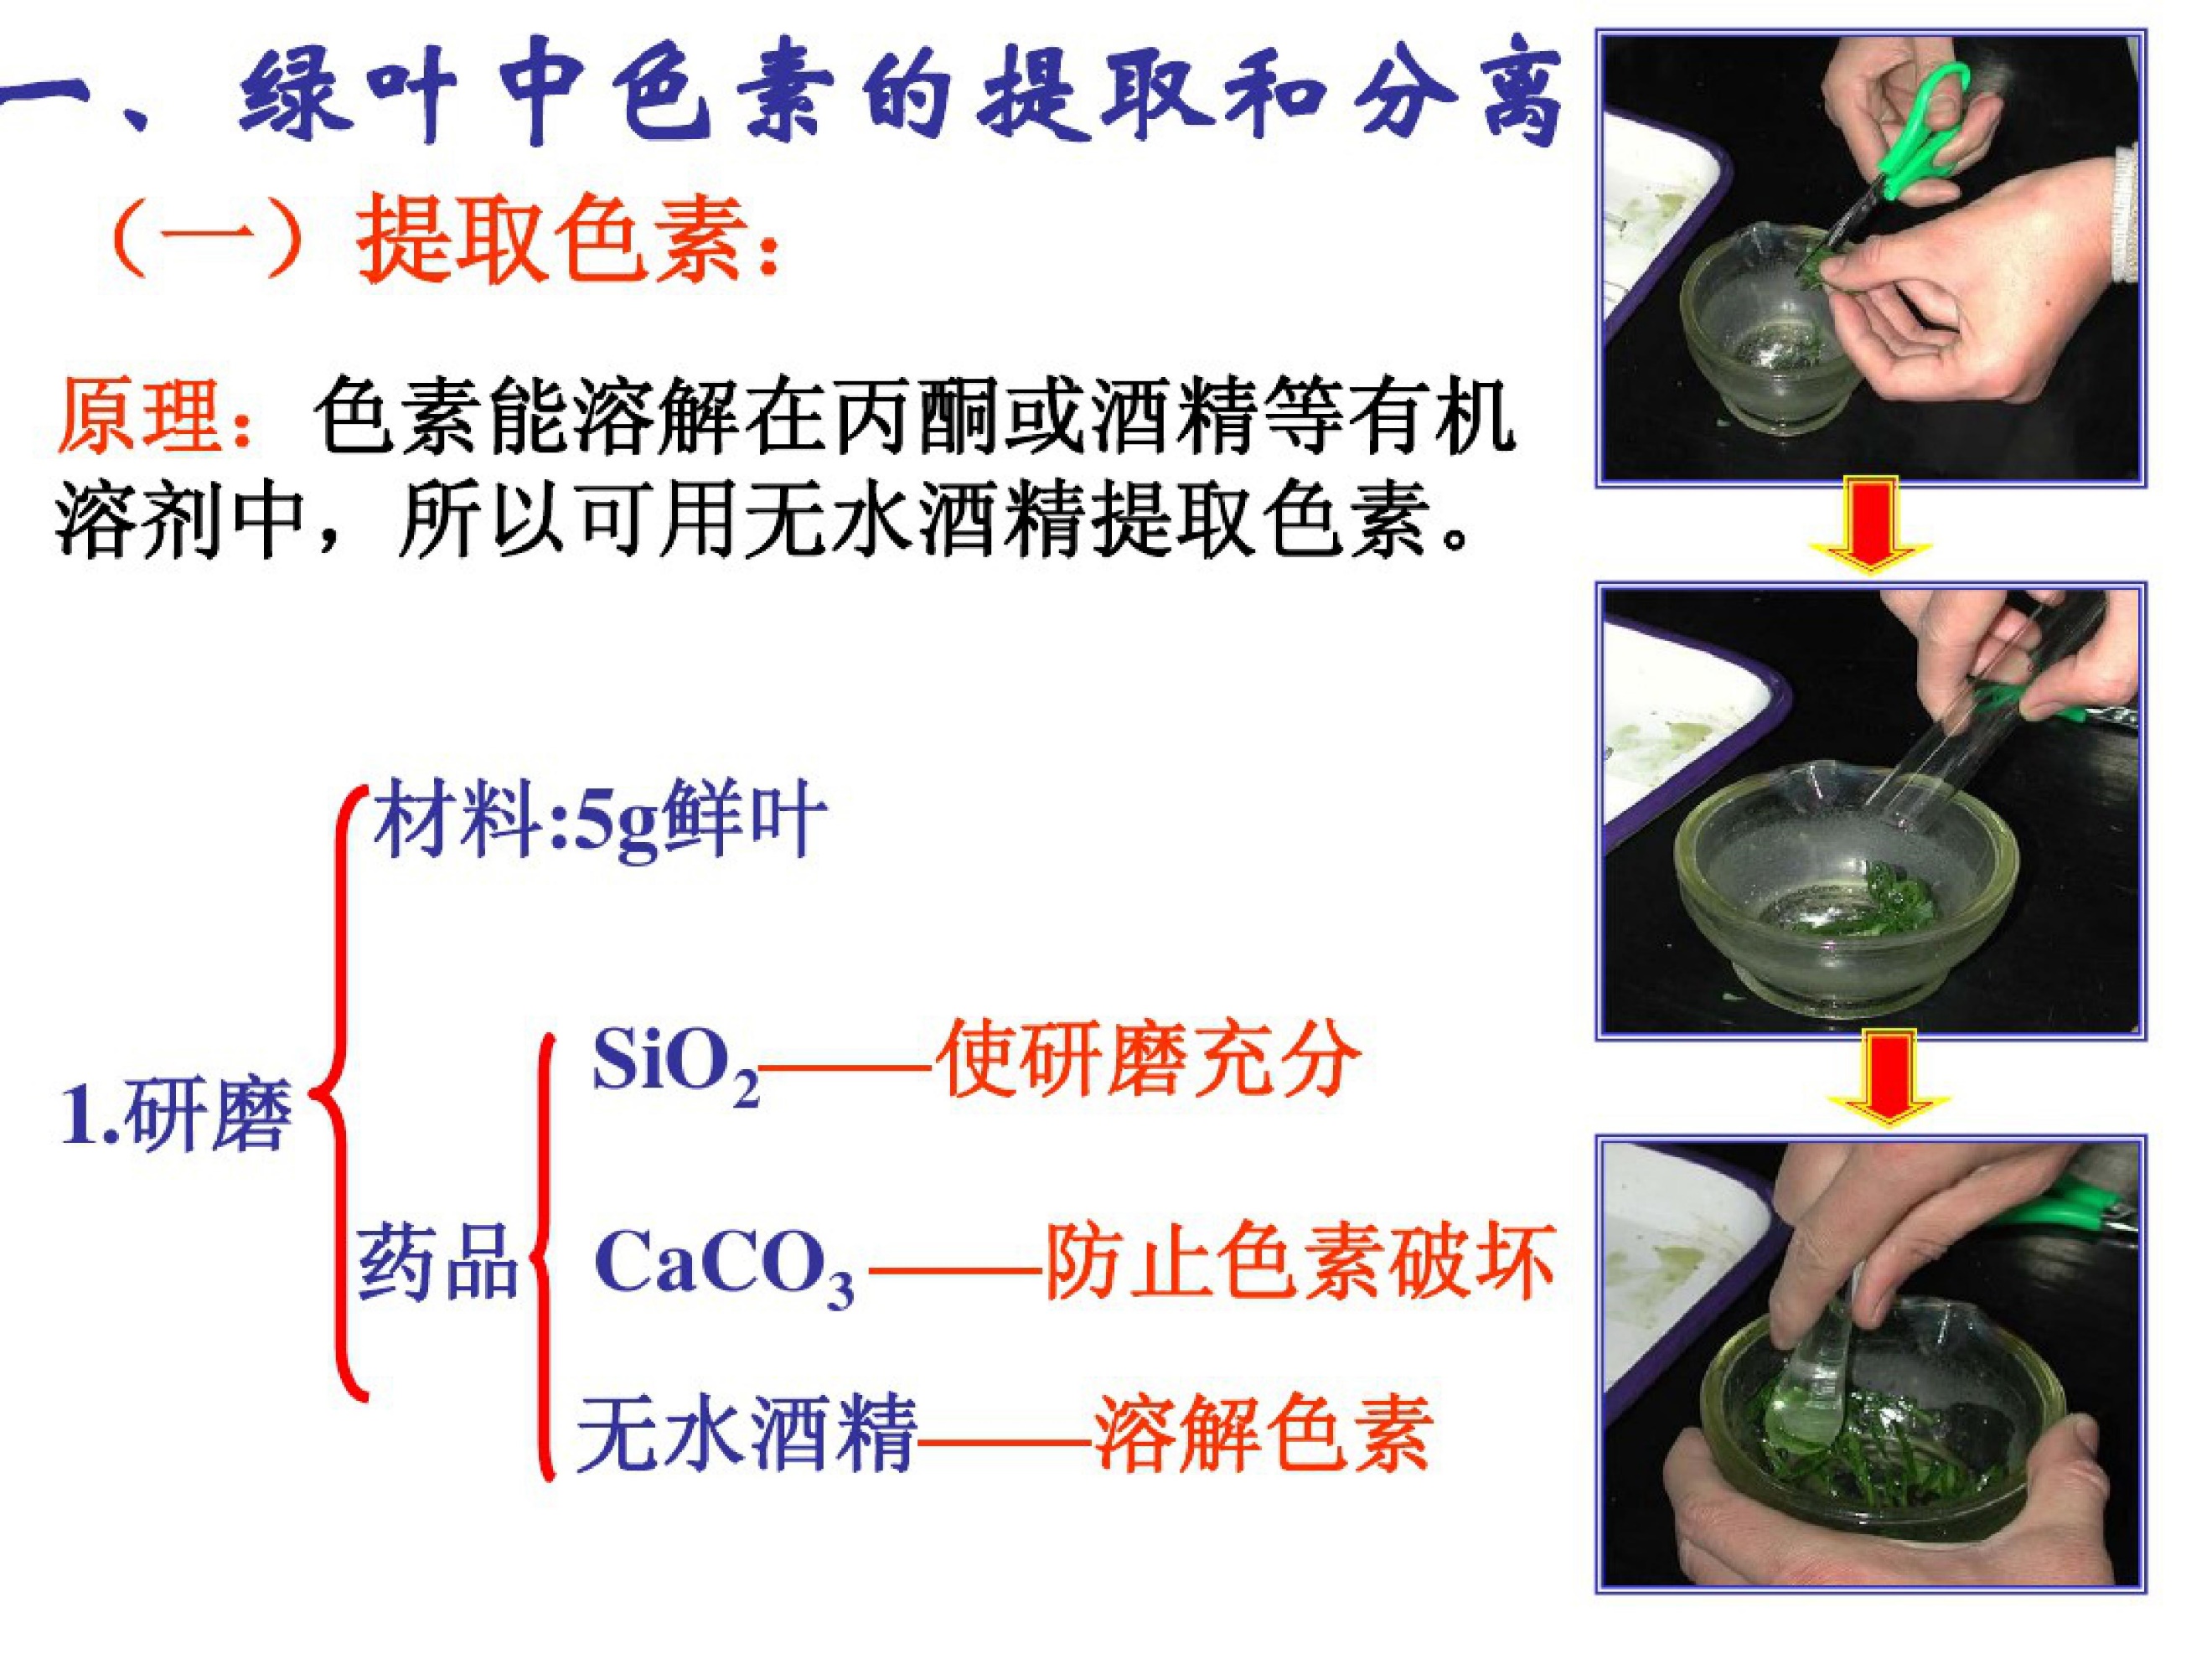 一、绿叶中色素的提取和分离
（一）提取色素：
原理：色素能溶解在丙酮或酒精等有机
溶剂中，所以可用无水酒精提取色素。
材料:5g鲜叶
SiO₂——使研磨充分
1.研磨
药品
CaCO₃——防止色素破坏
无水酒精——溶解色素